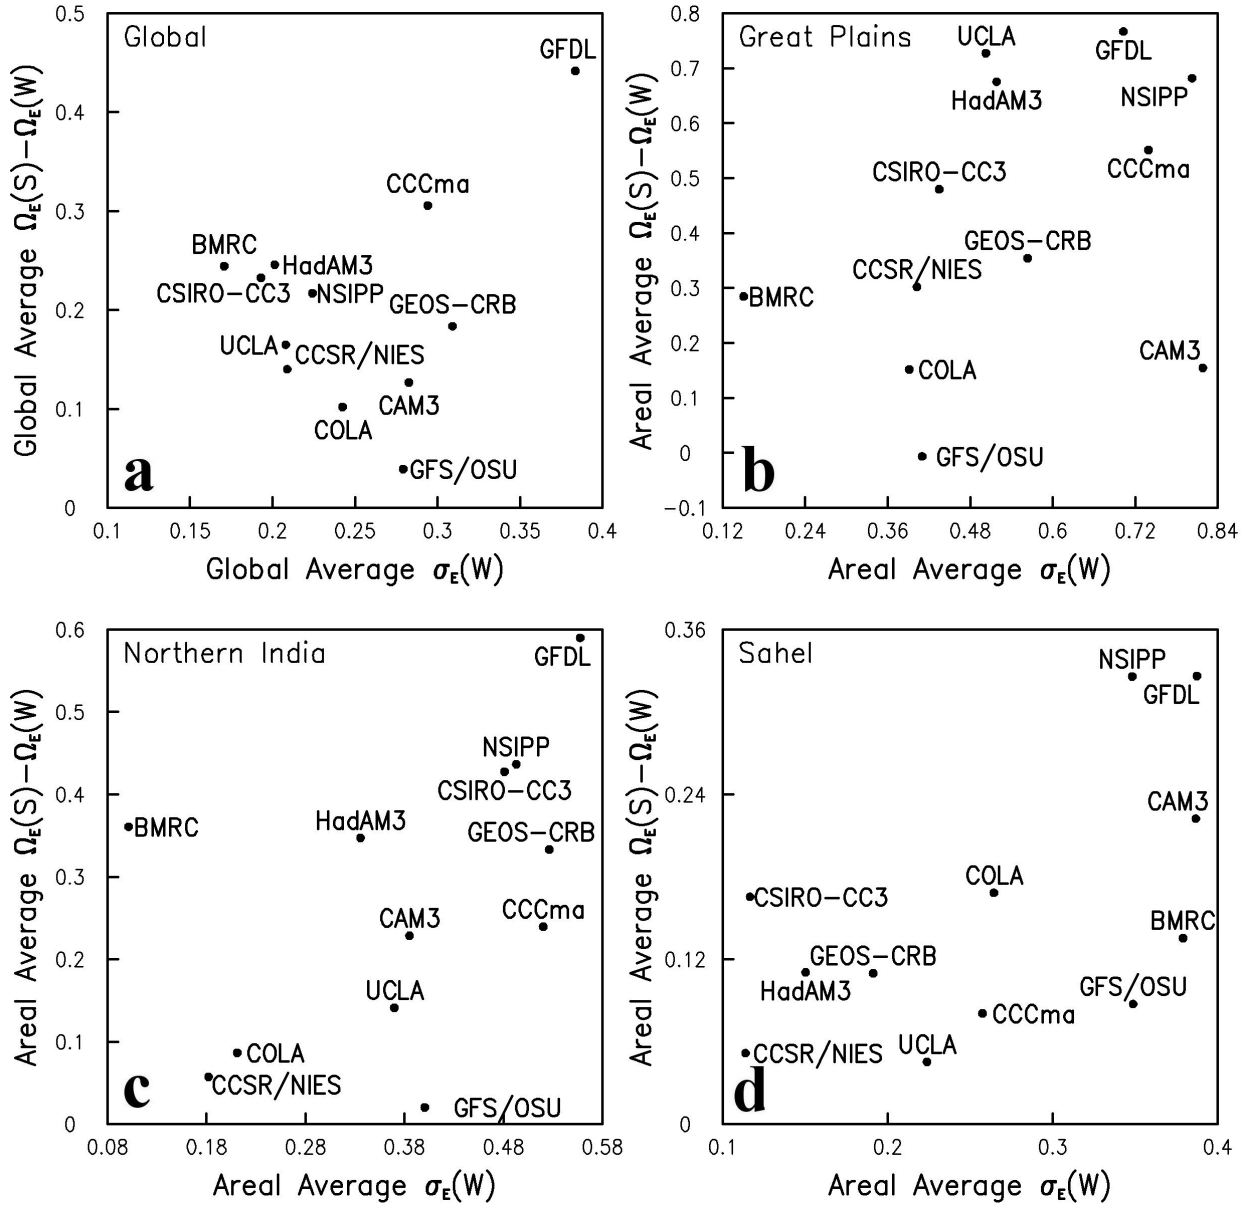 Global
Global Average Ω_E(S)−Ω_E(W)
0.5
0.4
0.3
0.2
0.1
0
GFDL
CCCma
BMRC
HadAM3
CSIRO−CC3
NSIPP
GEOS−CRB
UCLA
CCSR/NIES
CAM3
COLA
GFS/OSU
a
0.1 0.15 0.2 0.25 0.3 0.35 0.4
Global Average σ_E(W)
Great Plains
Areal Average Ω_E(S)−Ω_E(W)
0.8
0.7
0.6
0.5
0.4
0.3
0.2
0.1
0
−0.1
UCLA
GFDL
HadAM3
NSIPP
CSIRO−CC3
CCCma
GEOS−CRB
CCSR/NIES
BMRC
CAM3
COLA
GFS/OSU
b
0.12 0.24 0.36 0.48 0.6 0.72 0.84
Areal Average σ_E(W)
Northern India
Areal Average Ω_E(S)−Ω_E(W)
0.6
0.5
0.4
0.3
0.2
0.1
0
GFDL
NSIPP
CSIRO−CC3
BMRC
HadAM3
GEOS−CRB
CAM3
CCCma
UCLA
COLA
CCSR/NIES
GFS/OSU
c
0.08 0.18 0.28 0.38 0.48 0.58
Areal Average σ_E(W)
Sahel
Areal Average Ω_E(S)−Ω_E(W)
0.36
0.24
0.12
0
NSIPP
GFDL
CAM3
COLA
CSIRO−CC3
BMRC
GEOS−CRB
HadAM3
GFS/OSU
CCCma
UCLA
CCSR/NIES
d
0.1 0.2 0.3 0.4
Areal Average σ_E(W)